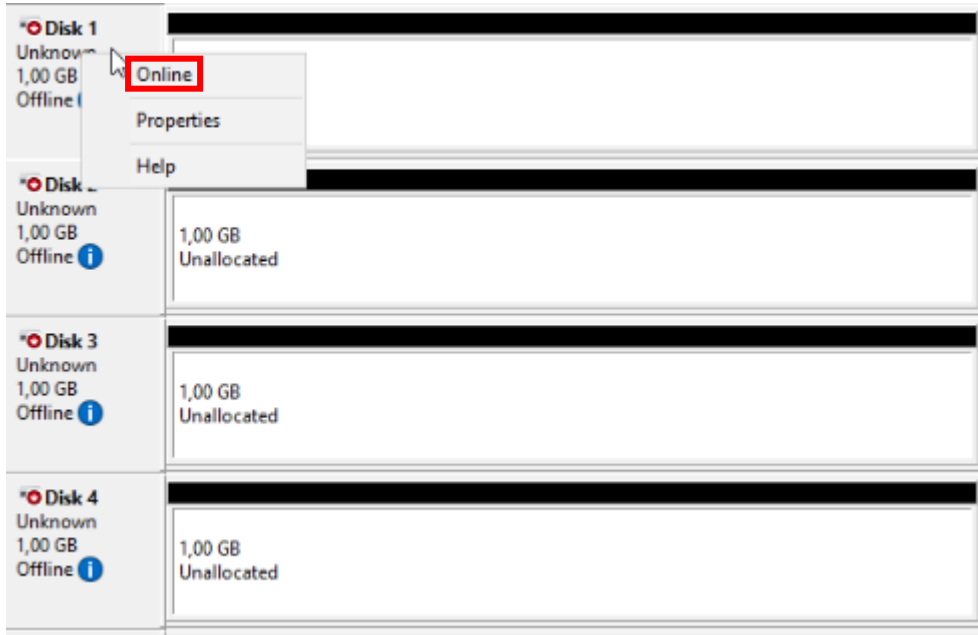 Disk 1
Unknown
1,00 GB
Offline
Online
Properties
Help
Disk
Unknown
1,00 GB
Offline
1,00 GB
Unallocated
Disk 3
Unknown
1,00 GB
Offline
1,00 GB
Unallocated
Disk 4
Unknown
1,00 GB
Offline
1,00 GB
Unallocated